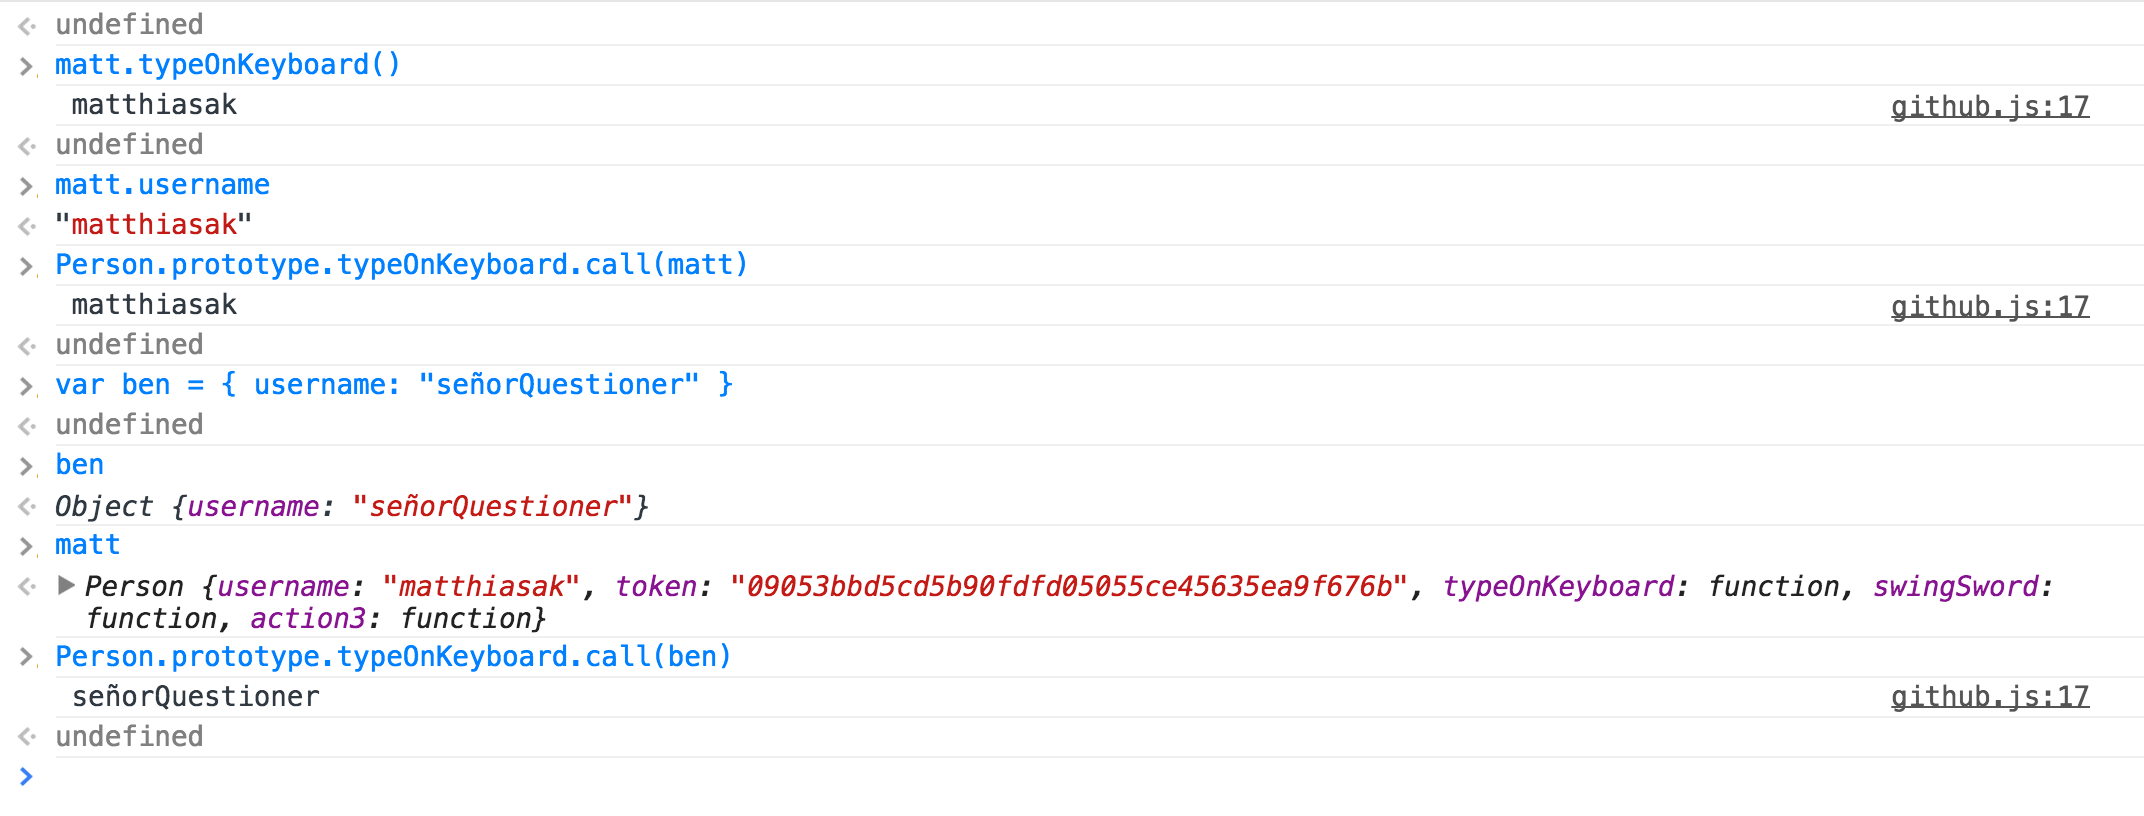 undefined
matt.typeOnKeyboard()
matthiasak github.js:17
undefined
matt.username
"matthiasak"
Person.prototype.typeOnKeyboard.call(matt)
matthiasak github.js:17
undefined
var ben = { username: "señorQuestioner" }
undefined
ben
Object {username: "señorQuestioner"}
matt
Person {username: "matthiasak", token: "09053bbd5cd5b90fdfd05055ce45635ea9f676b", typeOnKeyboard: function, swingSword:
function, action3: function}
Person.prototype.typeOnKeyboard.call(ben)
señorQuestioner github.js:17
undefined